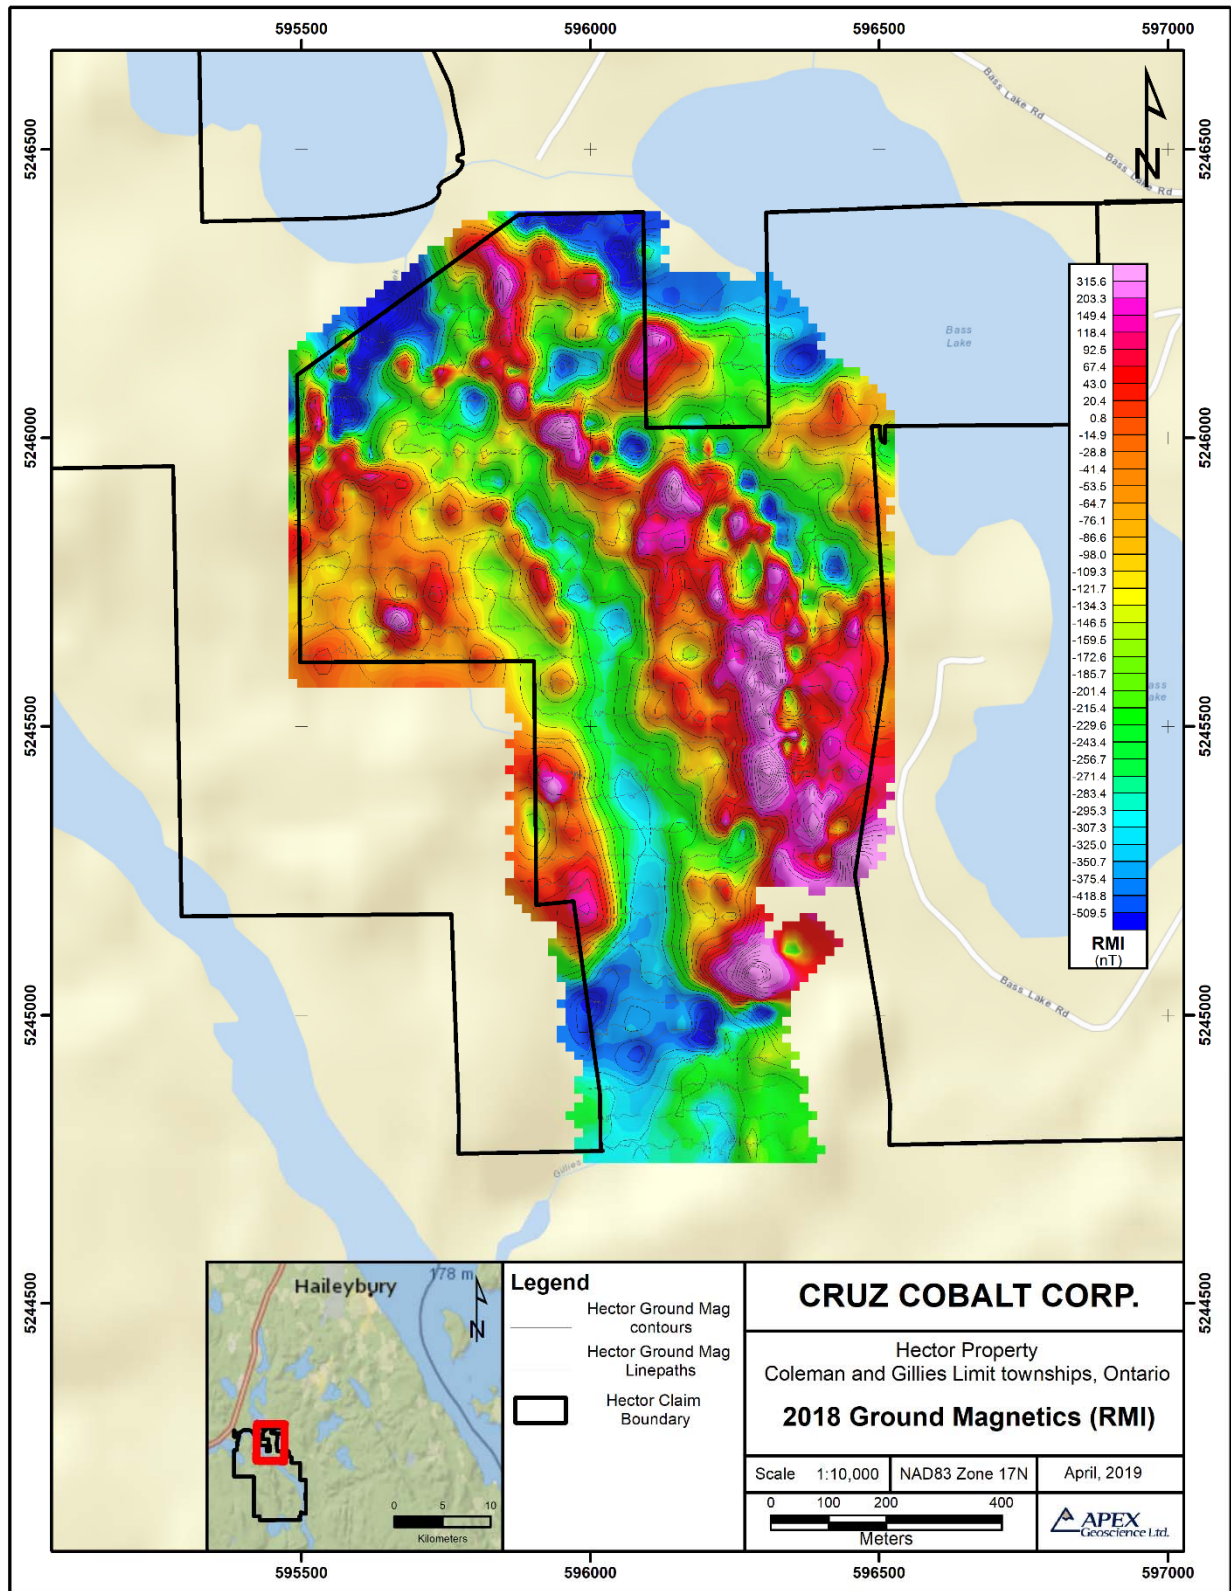 595500
596000
596500
597000
5246500
5246500
Bass Lake Rd
Bass Lake Rd
N
Bass
Lake
5246000
5246000
315.6
203.3
149.4
118.4
92.5
67.4
43.0
20.4
0.8
-14.9
-28.8
-41.4
-53.5
-64.7
-76.1
-86.6
-98.0
-109.3
-121.7
-134.3
-146.5
-159.5
-172.6
-185.7
-201.4
-215.4
-229.6
-243.4
-256.7
-271.4
-283.4
-295.3
-307.3
-325.0
-350.7
-375.4
-418.8
-509.5
RMI
(nT)
Lake
5245500
5245500
Bass Lake Rd
5245000
5245000
Gillies
5244500
5244500
Haileybury
178 m
N
0 5 10
Kilometers
Legend
Hector Ground Mag
contours
Hector Ground Mag
Linepaths
Hector Claim
Boundary
CRUZ COBALT CORP.
Hector Property
Coleman and Gillies Limit townships, Ontario
2018 Ground Magnetics (RMI)
Scale 1:10,000
NAD83 Zone 17N
April, 2019
0 100 200 400
Meters
APEX
Geoscience Ltd.
595500
596000
596500
597000